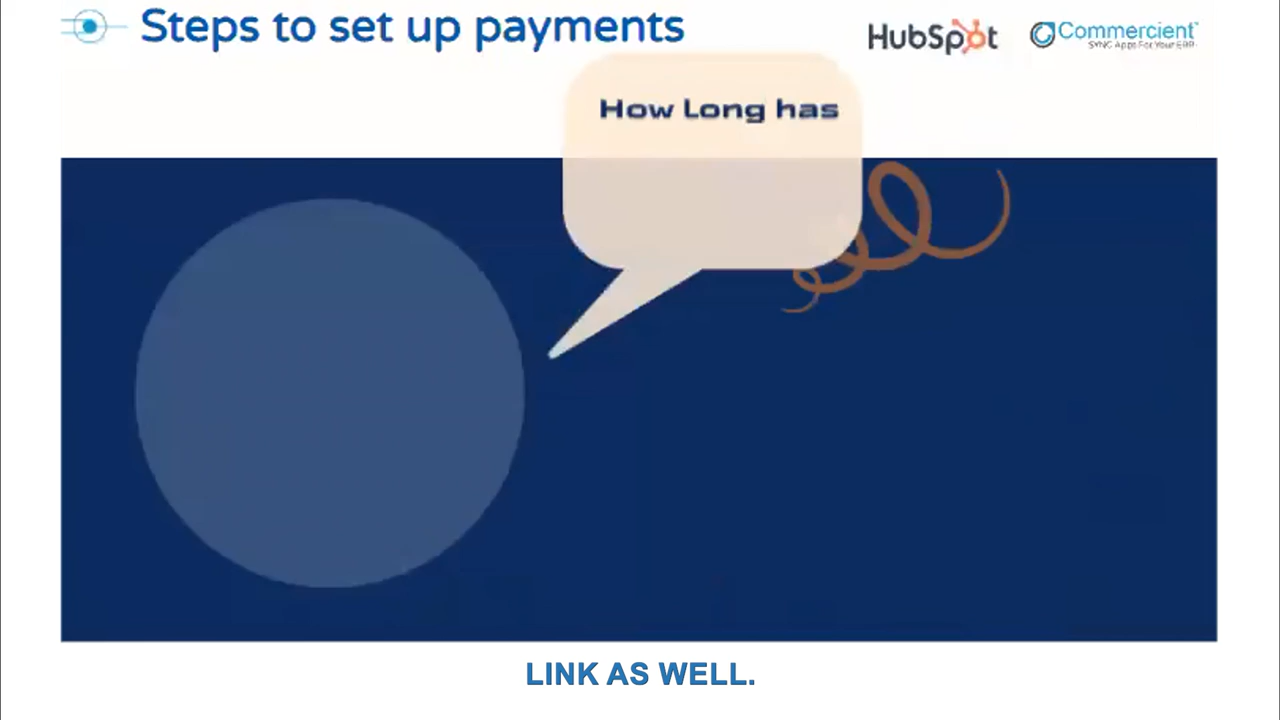 Steps to set up payments
HubSpot
Commercient
SYNC Apps For Your ERP
How Long has
LINK AS WELL.